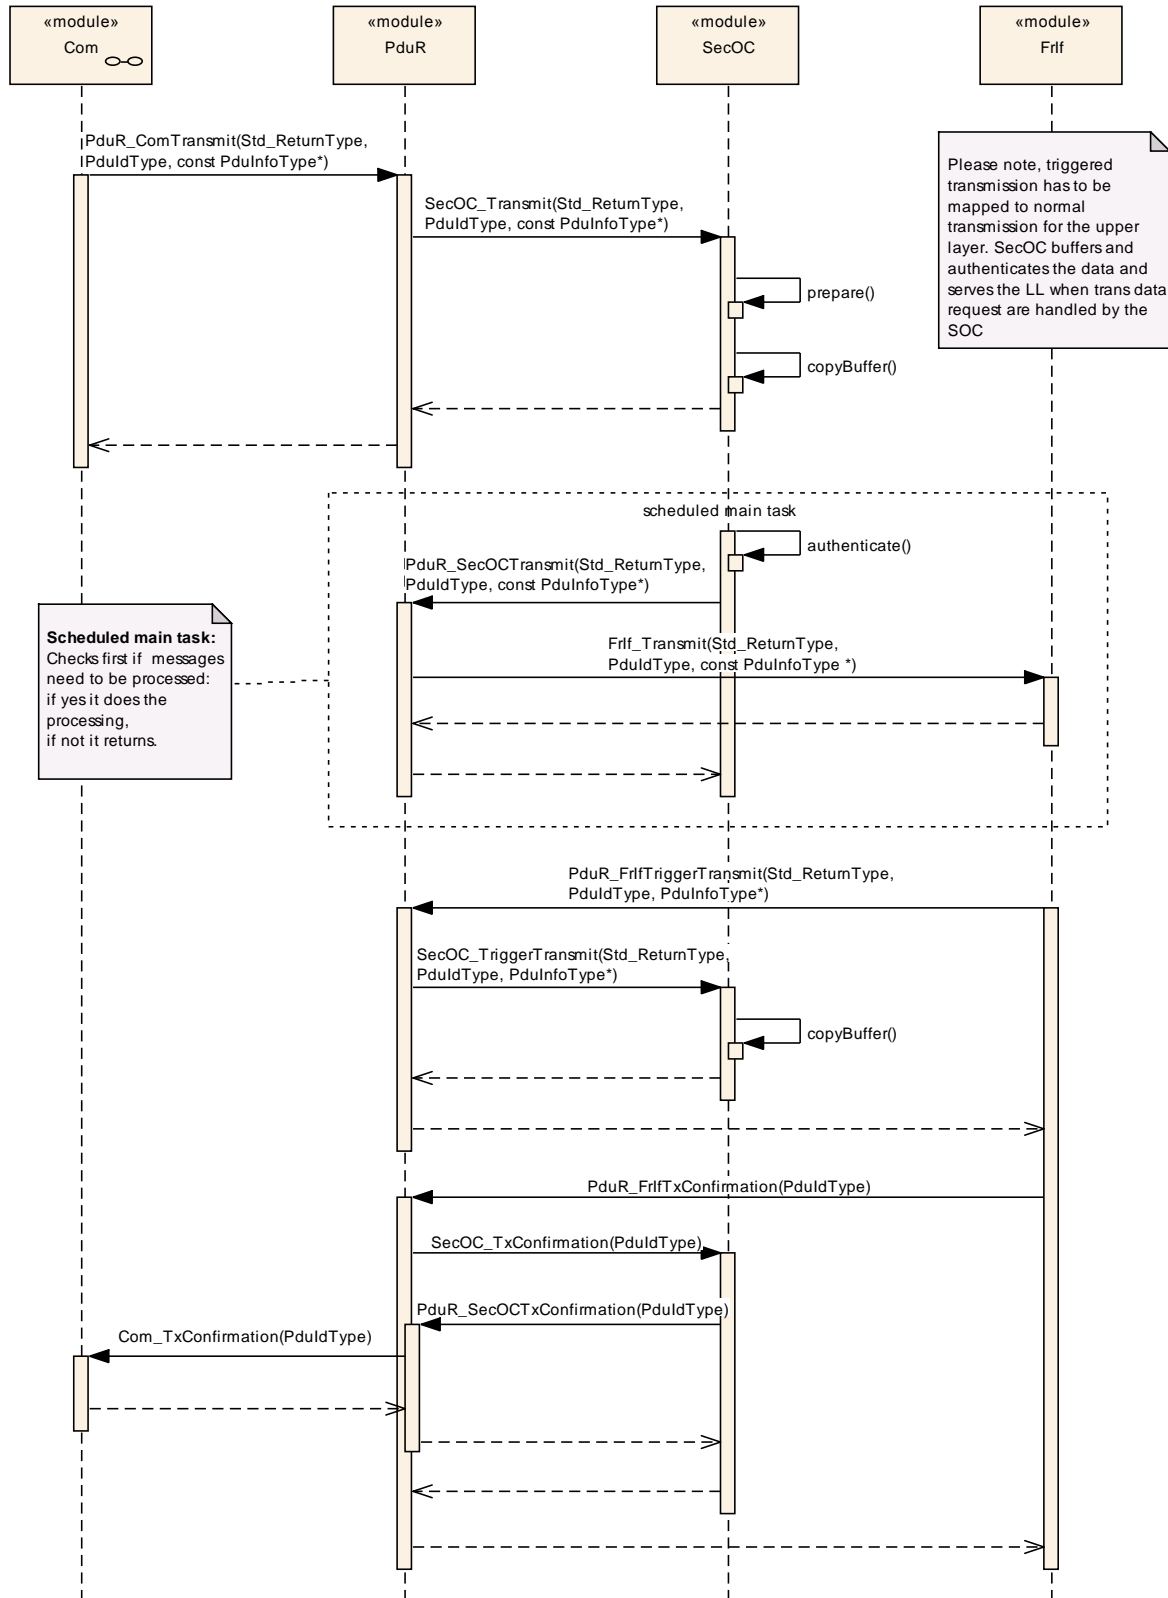 «module»
Com
«module»
PduR
«module»
SecOC
«module»
FrIf
PduR_ComTransmit(Std_ReturnType,
PduIdType, const PduInfoType*)
Please note, triggered
transmission has to be
mapped to normal
transmission for the upper
layer. SecOC buffers and
authenticates the data and
serves the LL when trans data
request are handled by the
SOC
SecOC_Transmit(Std_ReturnType,
PduIdType, const PduInfoType*)
prepare()
copyBuffer()
scheduled main task
authenticate()
PduR_SecOCTransmit(Std_ReturnType,
PduIdType, const PduInfoType*)
Scheduled main task:
Checks first if messages
need to be processed:
if yes it does the
processing,
if not it returns.
FrIf_Transmit(Std_ReturnType,
PduIdType, const PduInfoType *)
PduR_FrIfTriggerTransmit(Std_ReturnType,
PduIdType, PduInfoType*)
SecOC_TriggerTransmit(Std_ReturnType,
PduIdType, PduInfoType*)
copyBuffer()
PduR_FrIfTxConfirmation(PduIdType)
SecOC_TxConfirmation(PduIdType)
PduR_SecOCTxConfirmation(PduIdType)
Com_TxConfirmation(PduIdType)